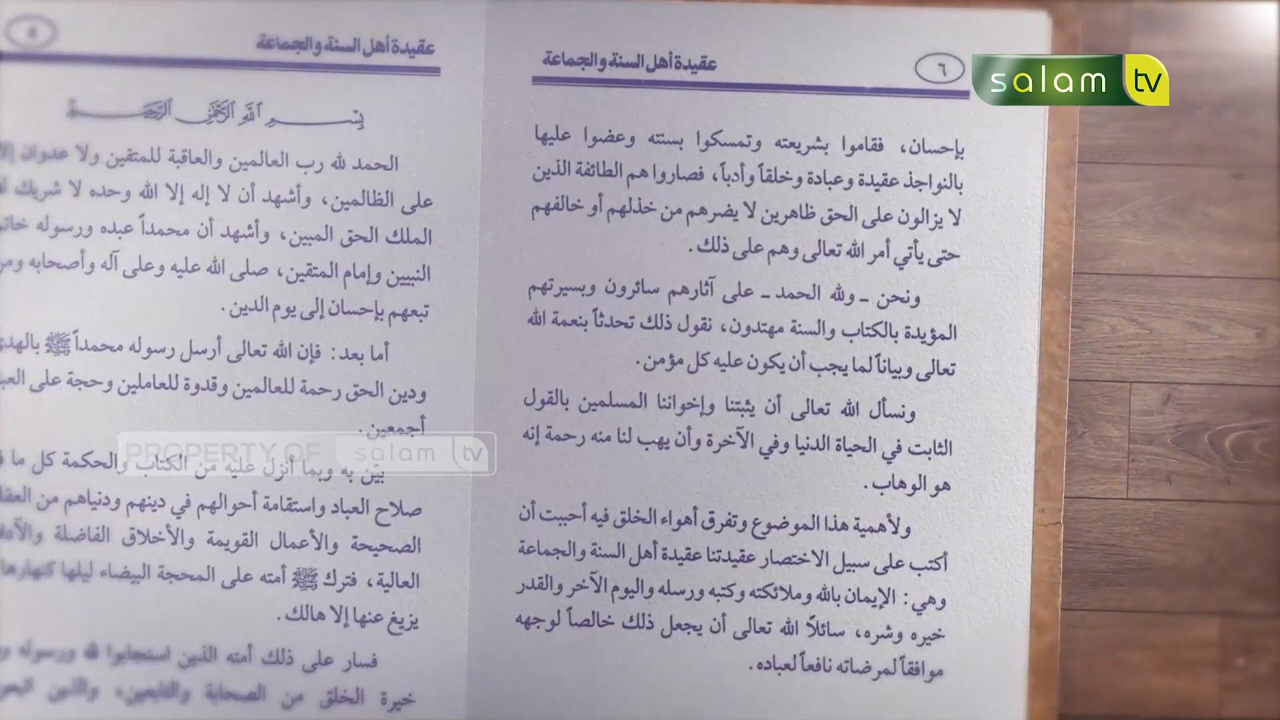 ٥
عقيدة أهل السنة والجماعة
بسم الله الرحمن الرحيم
الحمد لله رب العالمين والعاقبة للمتقين ولا عدوان إلا
على الظالمين، وأشهد أن لا إله إلا الله وحده لا شريك
الملك الحق المبين، وأشهد أن محمداً عبده ورسوله
النبيين وإمام المتقين، صلى الله عليه وعلى آله وأصحابه
تبعهم بإحسان إلى يوم الدين.
أما بعد: فإن الله تعالى أرسل رسوله محمداً ﷺ بالهدى
ودين الحق رحمة للعالمين وقدوة للعاملين وحجة على
أجمعين.
بيّن به وبما أنزل عليه من الكتاب والحكمة كل ما
صلاح العباد واستقامة أحوالهم في دينهم ودنياهم من
الصحيحة والأعمال القويمة والأخلاق الفاضلة
العالية، فترك ﷺ أمته على المحجة البيضاء ليلها كنهارها
يزيغ عنها إلا هالك.
فسار على ذلك أمته الذين استجابوا لله ورسوله
خيرة الخلق من الصحابة والتابعين، والذين
٦
عقيدة أهل السنة والجماعة
بإحسان، فقاموا بشريعته وتمسكوا بسنته وعضوا عليها
بالنواجذ عقيدة وعبادة وخلقاً وأدباً، فصاروا هم الطائفة الذين
لا يزالون على الحق ظاهرين لا يضرهم من خذلهم أو خالفهم
حتى يأتي أمر الله تعالى وهم على ذلك.
ونحن ـ ولله الحمد ـ على آثارهم سائرون وبسيرتهم
المؤيدة بالكتاب والسنة مهتدون، نقول ذلك تحدثاً بنعمة الله
تعالى وبياناً لما يجب أن يكون عليه كل مؤمن.
ونسأل الله تعالى أن يثبتنا وإخواننا المسلمين بالقول
الثابت في الحياة الدنيا وفي الآخرة وأن يهب لنا منه رحمة إنه
هو الوهاب.
ولأهمية هذا الموضوع وتفرق أهواء الخلق فيه أحببت أن
أكتب على سبيل الاختصار عقيدتنا عقيدة أهل السنة والجماعة
وهي: الإيمان بالله وملائكته وكتبه ورسله واليوم الآخر والقدر
خيره وشره، سائلاً الله تعالى أن يجعل ذلك خالصاً لوجهه
موافقاً لمرضاته نافعاً لعباده.
salam tv
PROPERTY OF salam tv